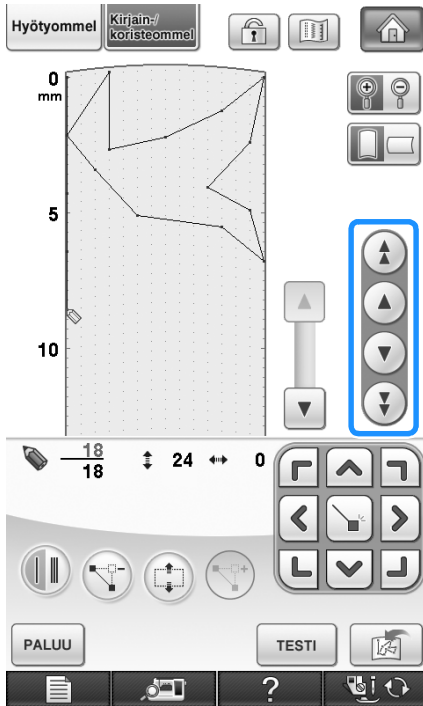 Hyötyommel
Kirjain-/
koristeommel
0
mm
5
10
18
18
24
0
PALUU
TESTI
?